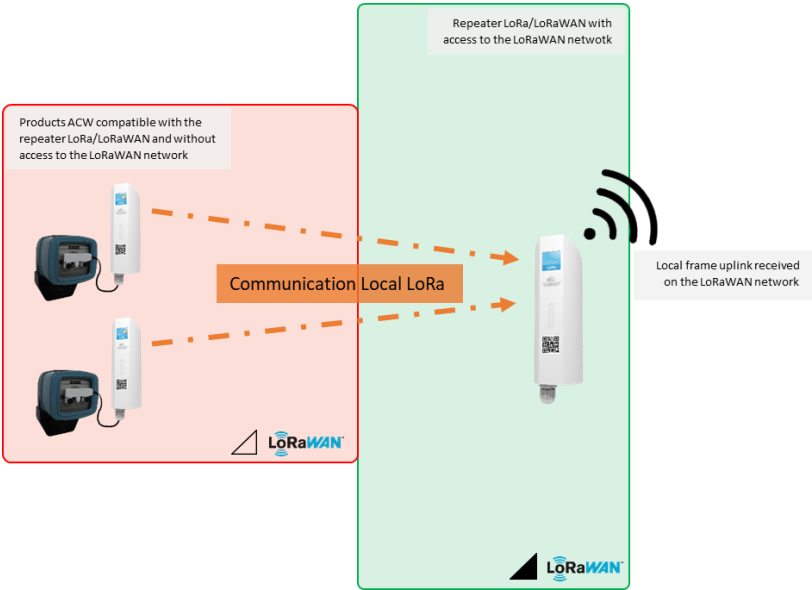 Repeater LoRa/LoRaWAN with
access to the LoRaWAN netwotk
Products ACW compatible with the
repeater LoRa/LoRaWAN and without
access to the LoRaWAN network
Communication Local LoRa
Local frame uplink received
on the LoRaWAN network
LoRaWAN
LoRaWAN